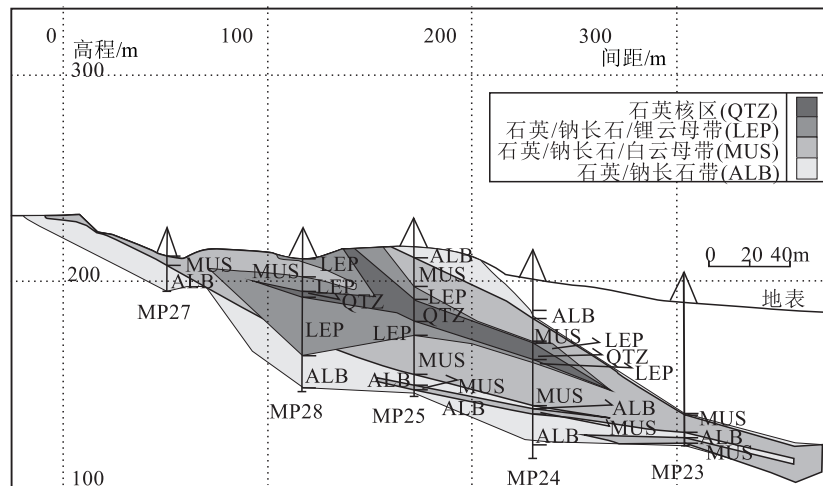 0 100 200 300
高程/m 间距/m
300
石英核区(QTZ)
石英/钠长石/锂云母带(LEP)
石英/钠长石/白云母带(MUS)
石英/钠长石带(ALB)
0 20 40m
200
地表
MUS
ALB
MP27
MUS
LEP
LEP
QTZ
LEP
ALB
MP28
ALB
MUS
LEP
QTZ
LEP
MUS
ALB
MUS
ALB
MP25
ALB
MUS
LEP
QTZ
LEP
MUS
ALB
MUS
ALB
MP24
MUS
ALB
MUS
MP23
100